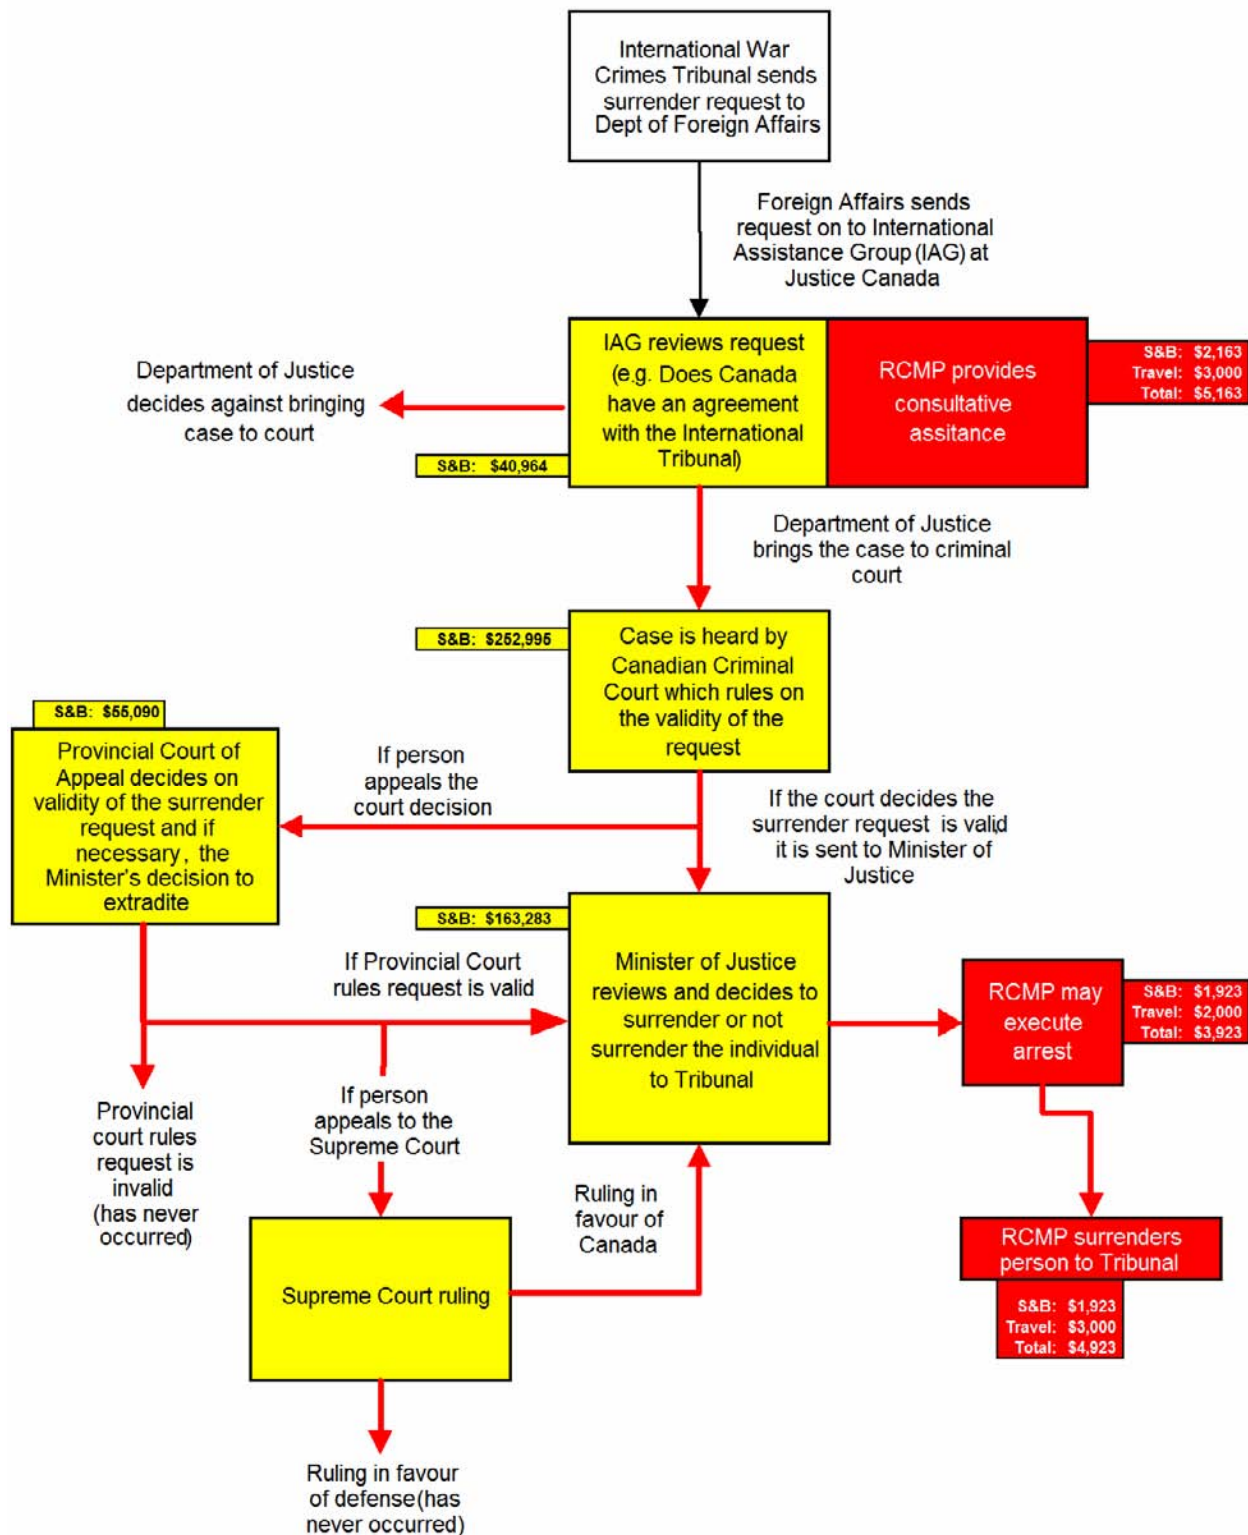 International War
Crimes Tribunal sends
surrender request to
Dept of Foreign Affairs
Foreign Affairs sends
request on to International
Assistance Group (IAG) at
Justice Canada
IAG reviews request
(e.g. Does Canada
have an agreement
with the International
Tribunal)
RCMP provides
consultative
assitance
S&B: $2,163
Travel: $3,000
Total: $5,163
Department of Justice
decides against bringing
case to court
S&B: $40,964
Department of Justice
brings the case to criminal
court
S&B: $252,995
Case is heard by
Canadian Criminal
Court which rules on
the validity of the
request
S&B: $55,090
Provincial Court of
Appeal decides on
validity of the surrender
request and if
necessary, the
Minister's decision to
extradite
If person
appeals the
court decision
If the court decides the
surrender request is valid,
it is sent to Minister of
Justice
S&B: $163,283
Minister of Justice
reviews and decides to
surrender or not
surrender the individual
to Tribunal
If Provincial Court
rules request is valid
RCMP may
execute
arrest
S&B: $1,923
Travel: $2,000
Total: $3,923
Provincial
court rules
request is
invalid
(has never
occurred)
If person
appeals to the
Supreme Court
Ruling in
favour of
Canada
RCMP surrenders
person to Tribunal
S&B: $1,923
Travel: $3,000
Total: $4,923
Supreme Court ruling
Ruling in favour
of defense(has
never occurred)